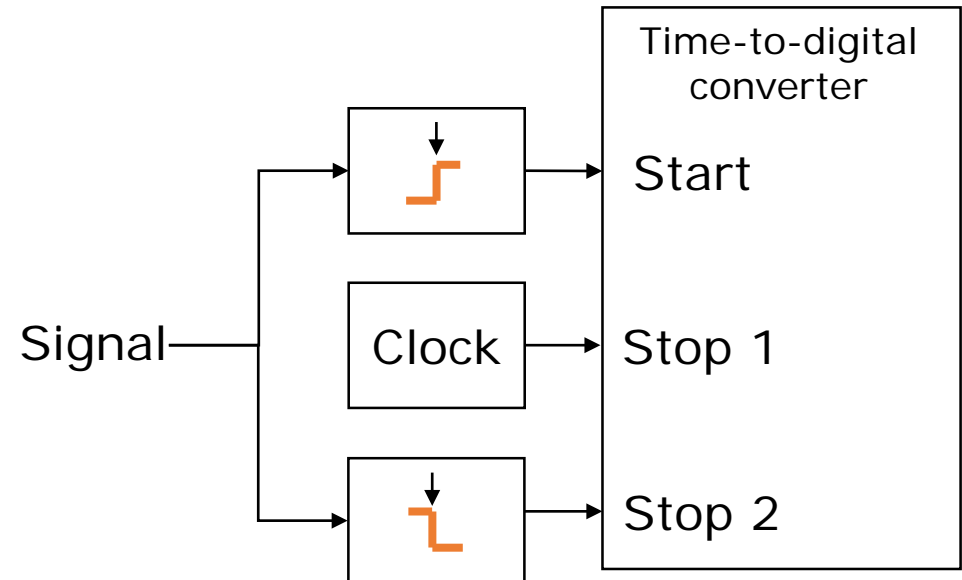 Time-to-digital
converter
Start
Signal
Clock
Stop 1
Stop 2